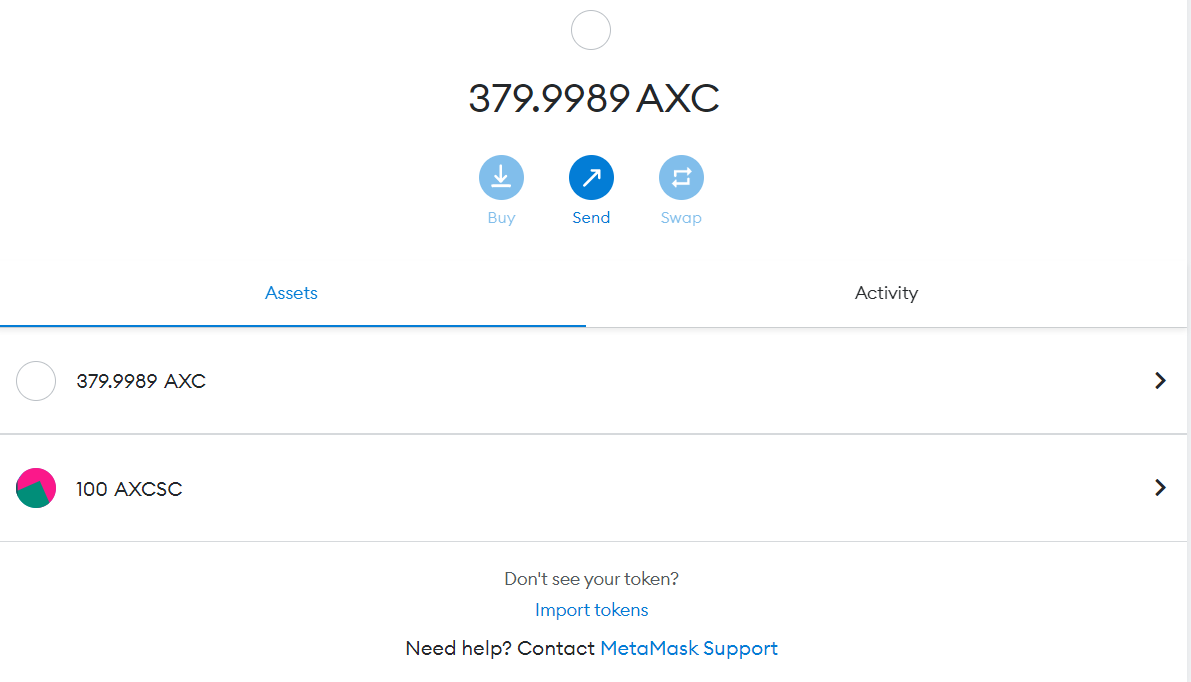 379.9989 AXC
Buy
Send
Swap
Assets
Activity
379.9989 AXC
100 AXCSC
Don't see your token?
Import tokens
Need help? Contact MetaMask Support